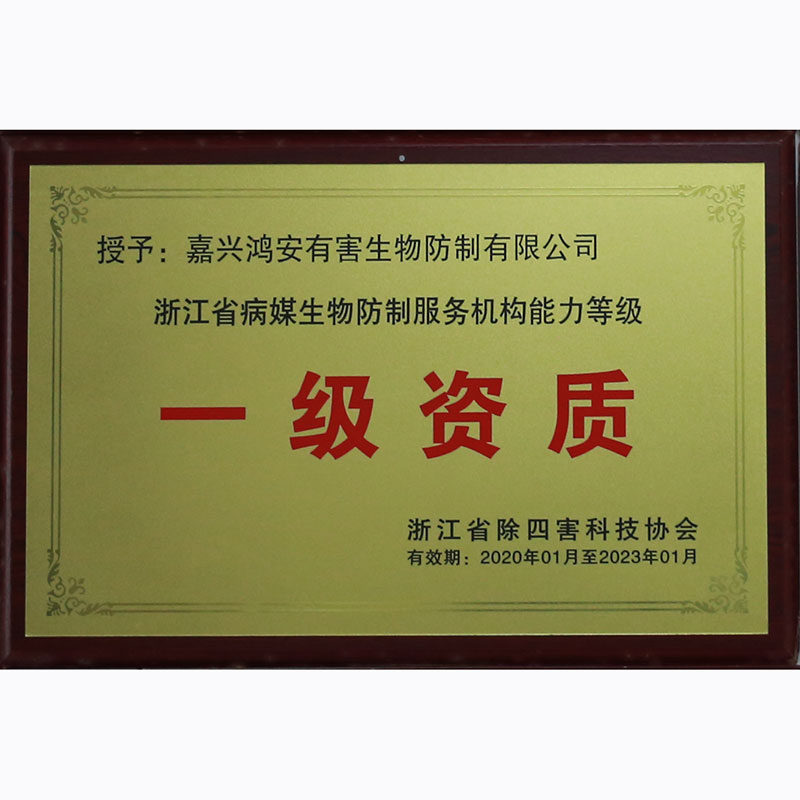 授予：嘉兴鸿安有害生物防制有限公司
浙江省病媒生物防制服务机构能力等级
一级资质
浙江省除四害科技协会
有效期：2020年01月至2023年01月